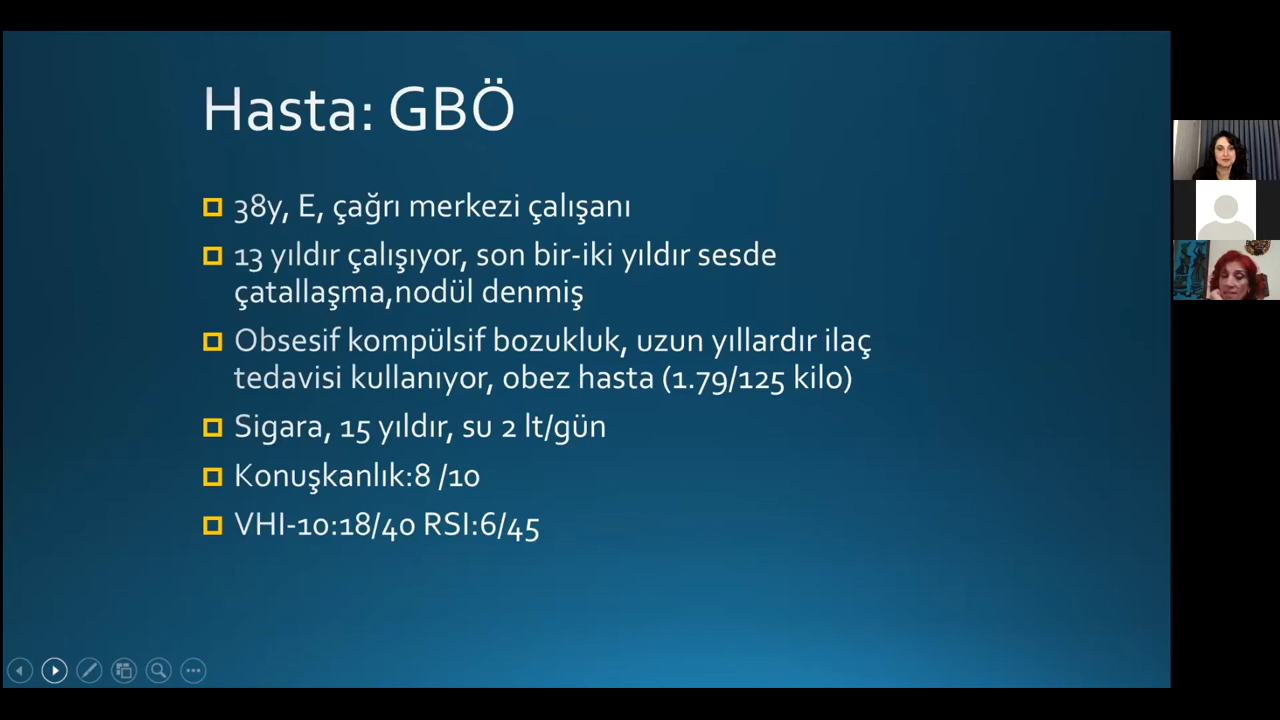 Hasta: GBÖ
38y, E, çağrı merkezi çalışanı
13 yıldır çalışıyor, son bir-iki yıldır sesde
çatallaşma,nodül denmiş
Obsesif kompülsif bozukluk, uzun yıllardır ilaç
tedavisi kullanıyor, obez hasta (1.79/125 kilo)
Sigara, 15 yıldır, su 2 lt/gün
Konuşkanlık:8 /10
VHI-10:18/40 RSI:6/45